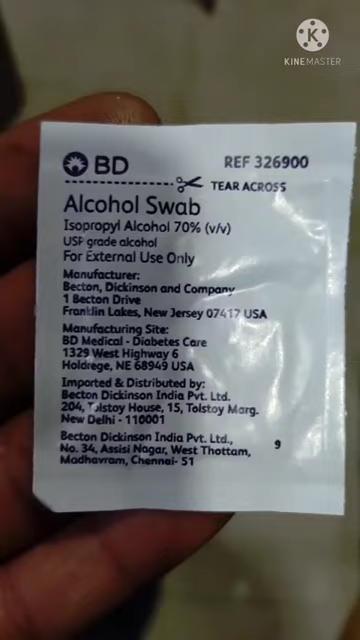 K
KINEMASTER
BD
REF 326900
TEAR ACROSS
Alcohol Swab
Isopropyl Alcohol 70% (v/v)
USP grade alcohol
For External Use Only
Manufacturer:
Becton, Dickinson and Company
1 Becton Drive
Franklin Lakes, New Jersey 07417 USA
Manufacturing Site:
BD Medical - Diabetes Care
1329 West Highway 6
Holdrege, NE 68949 USA
Imported & Distributed by:
Becton Dickinson India Pvt. Ltd.
204, Tolstoy House, 15, Tolstoy Marg.
New Delhi - 110001
Becton Dickinson India Pvt. Ltd.,
No. 34, Assisi Nagar, West Thottam,
Madhavram, Chennai- 51
9